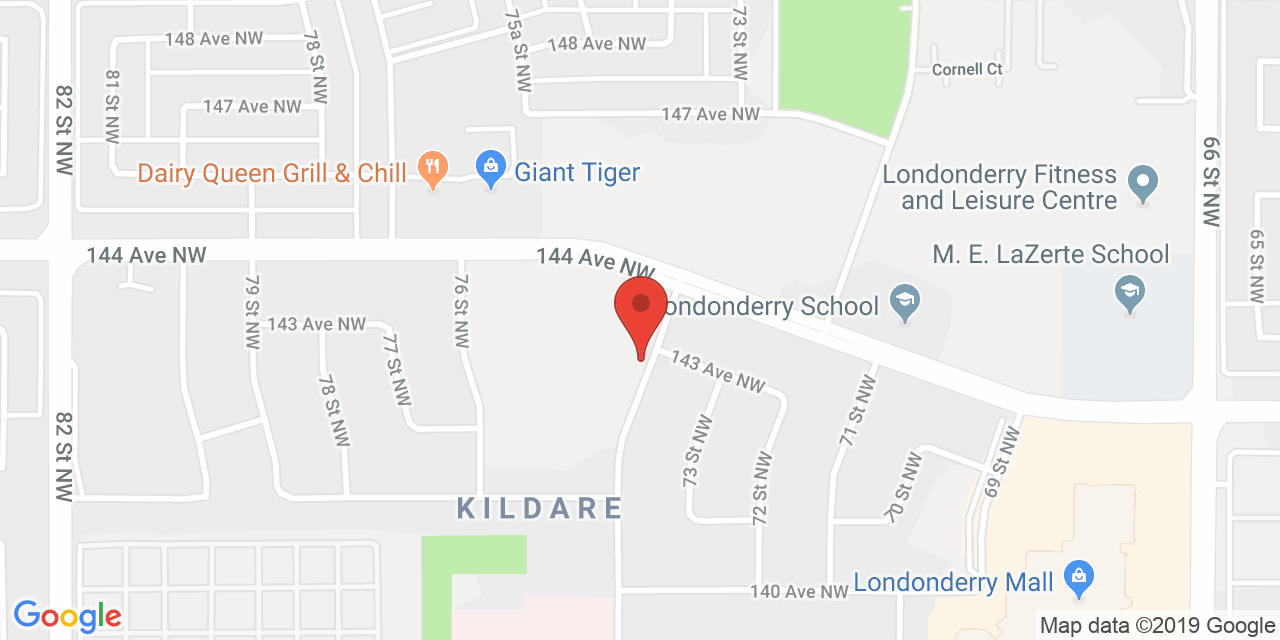 148 Ave NW
78 St NW
75a St NW
148 Ave NW
73 St NW
Cornell Ct
82 St NW
81 St NW
147 Ave NW
147 Ave NW
66 St NW
Dairy Queen Grill & Chill
Giant Tiger
Londonderry Fitness
and Leisure Centre
144 Ave NW
144 Ave NW
M. E. LaZerte School
65 St NW
79 St NW
76 St NW
143 Ave NW
ondonderry School
77 St NW
143 Ave NW
78 St NW
71 St NW
82 St NW
73 St NW
72 St NW
70 St NW
69 St NW
KILDARE
140 Ave NW
Londonderry Mall
Google
Map data ©2019 Google